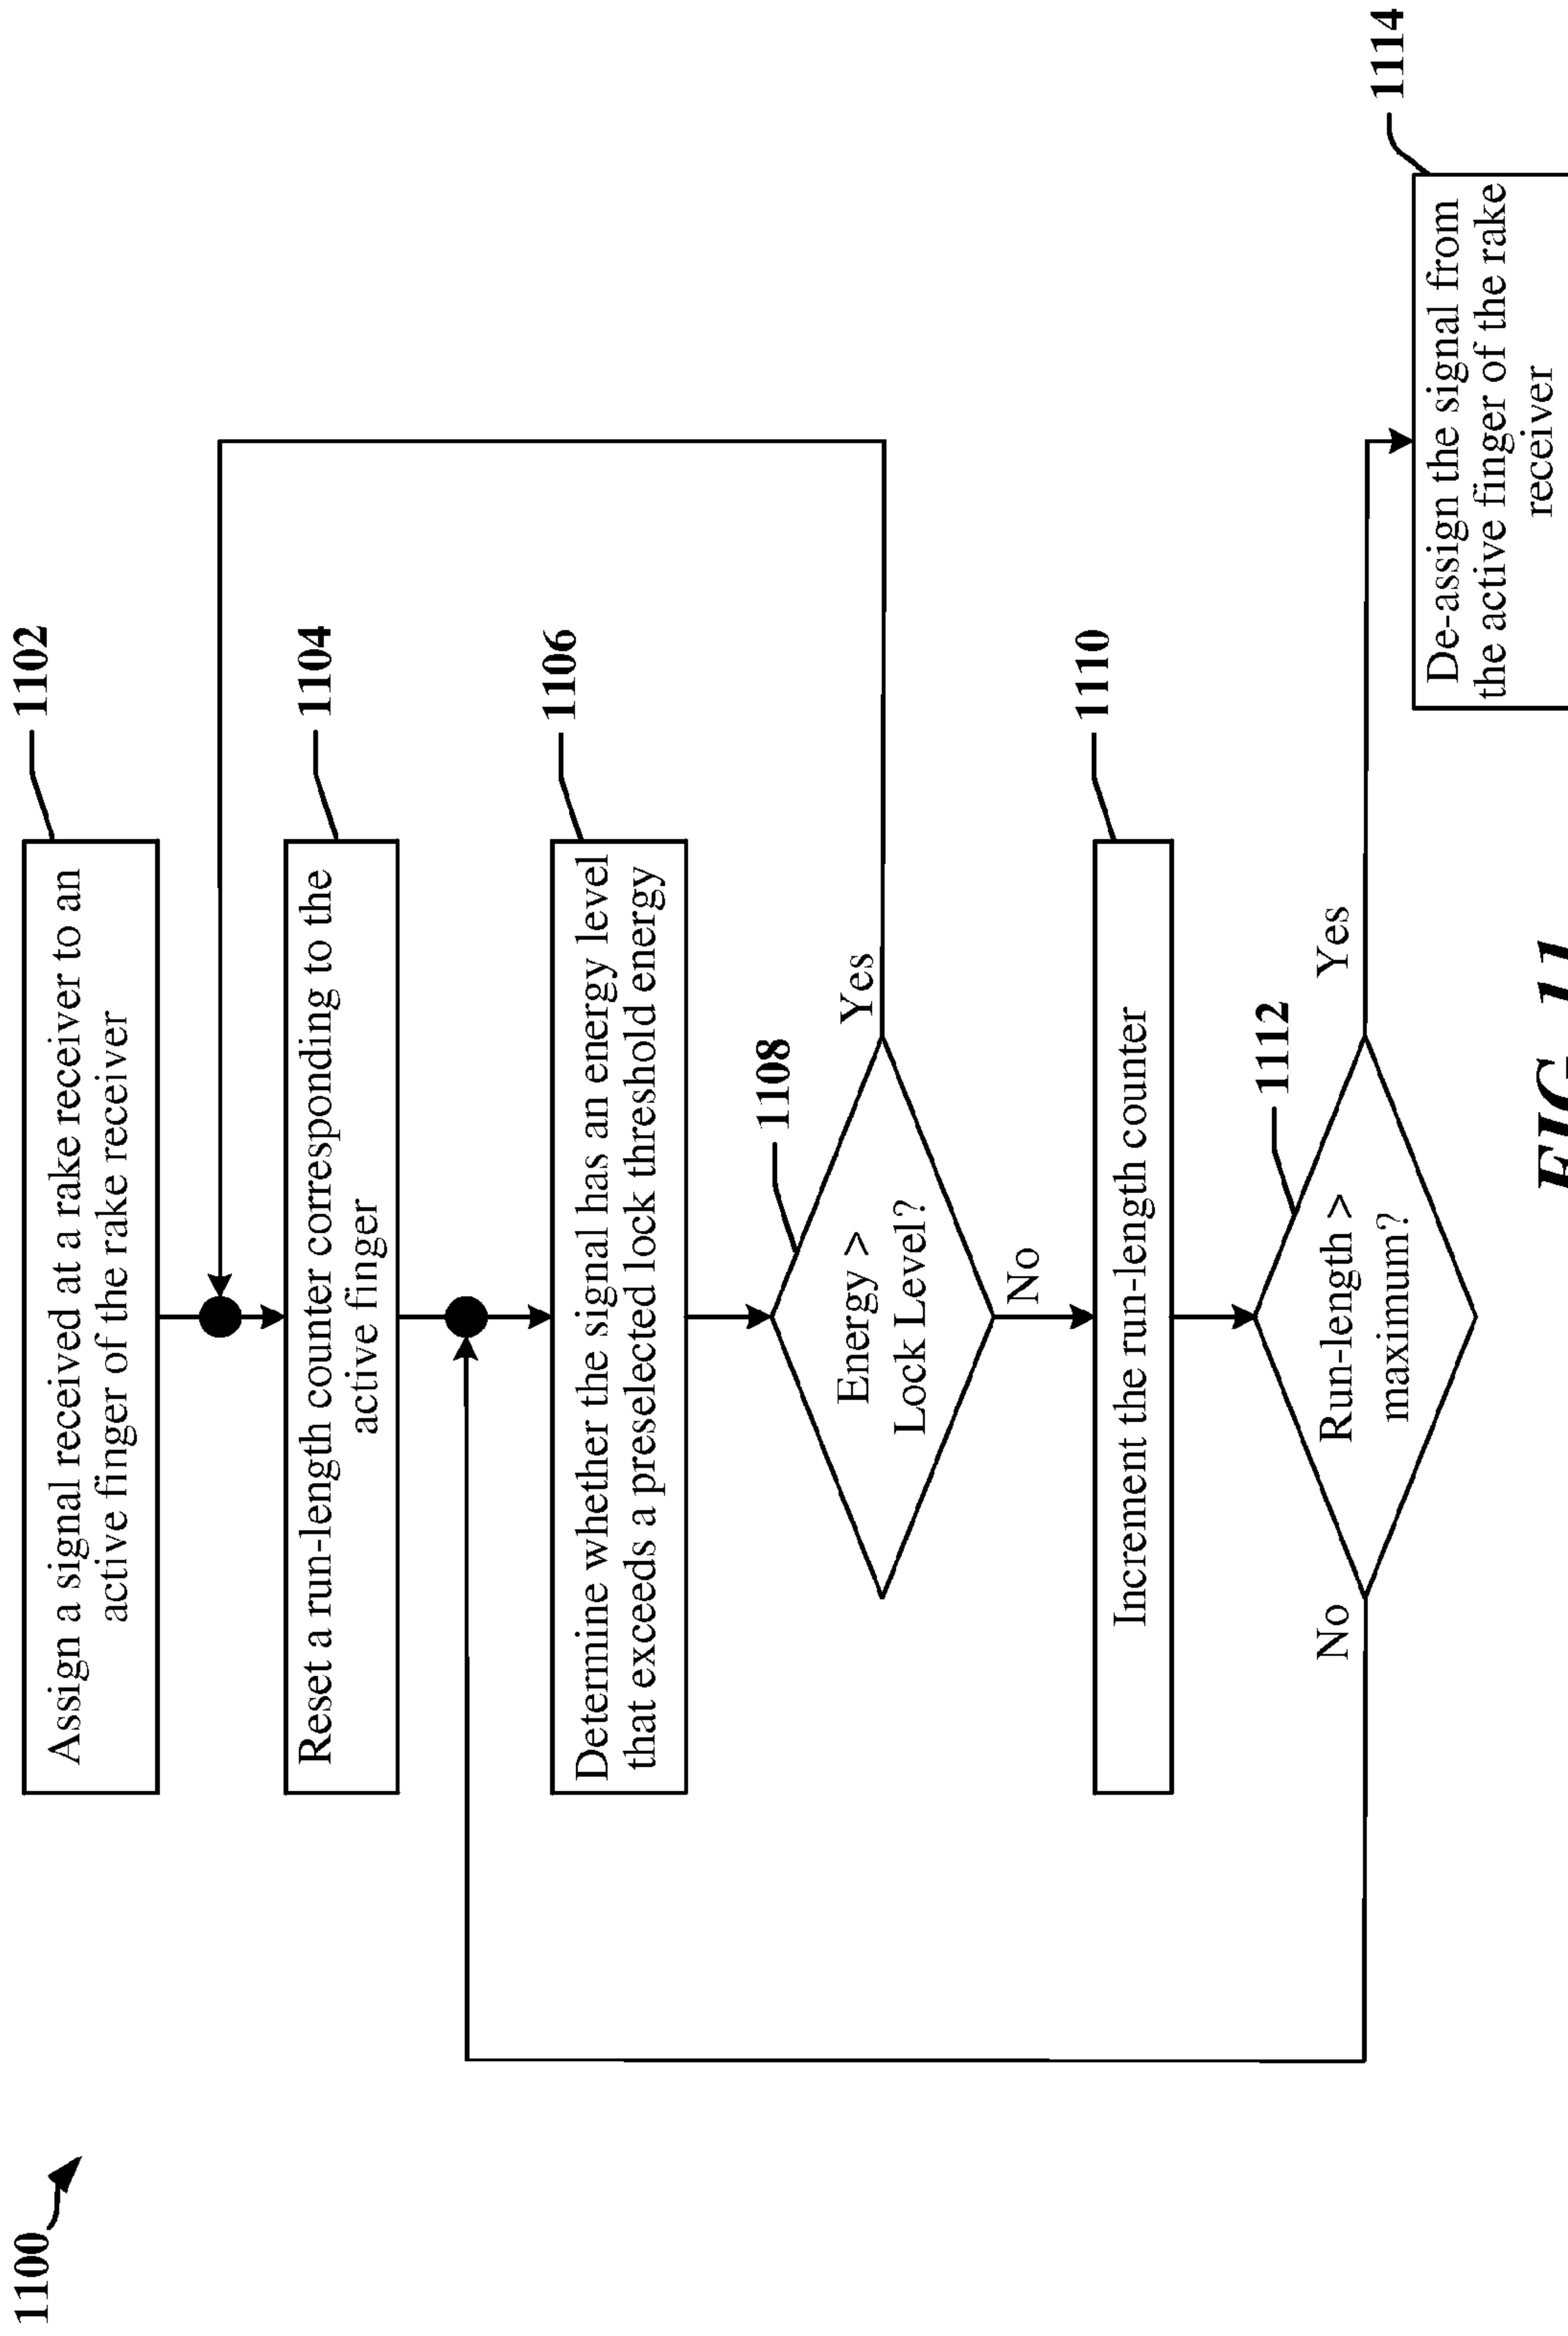 1100
1102
Assign a signal received at a rake receiver to an
active finger of the rake receiver
1104
Reset a run-length counter corresponding to the
active finger
1106
Determine whether the signal has an energy level
that exceeds a preselected lock threshold energy
1108
Energy >
Lock Level?
Yes
No
1110
Increment the run-length counter
1112
Run-length >
maximum?
No
Yes
1114
De-assign the signal from
the active finger of the rake
receiver
FIG. 11